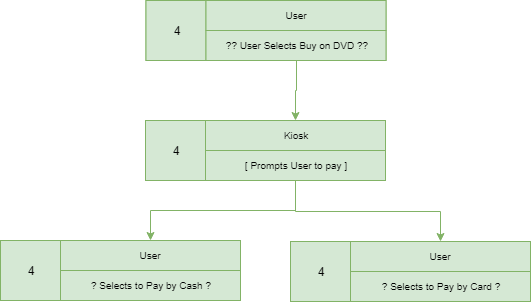 4
User
?? User Selects Buy on DVD ??
4
Kiosk
[ Prompts User to pay ]
4
User
? Selects to Pay by Cash ?
4
User
? Selects to Pay by Card ?